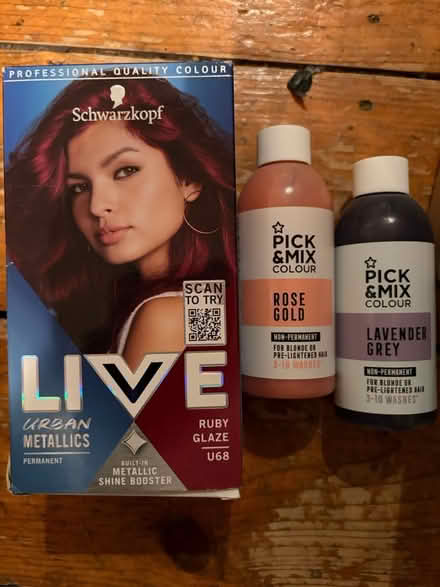 PROFESSIONAL QUALITY COLOUR
Schwarzkopf
SCAN
TO TRY
LIVE
URBAN
METALLICS
PERMANENT
BUILT-IN
METALLIC
SHINE BOOSTER
RUBY
GLAZE
U68
PICK
&MIX
COLOUR
ROSE
GOLD
NON-PERMANENT
FOR BLONDE OR
PRE-LIGHTENED HAIR
3-10 WASHES*
PICK
&MIX
COLOUR
LAVENDER
GREY
NON-PERMANENT
FOR BLONDE OR
PRE-LIGHTENED HAIR
3-10 WASHES*